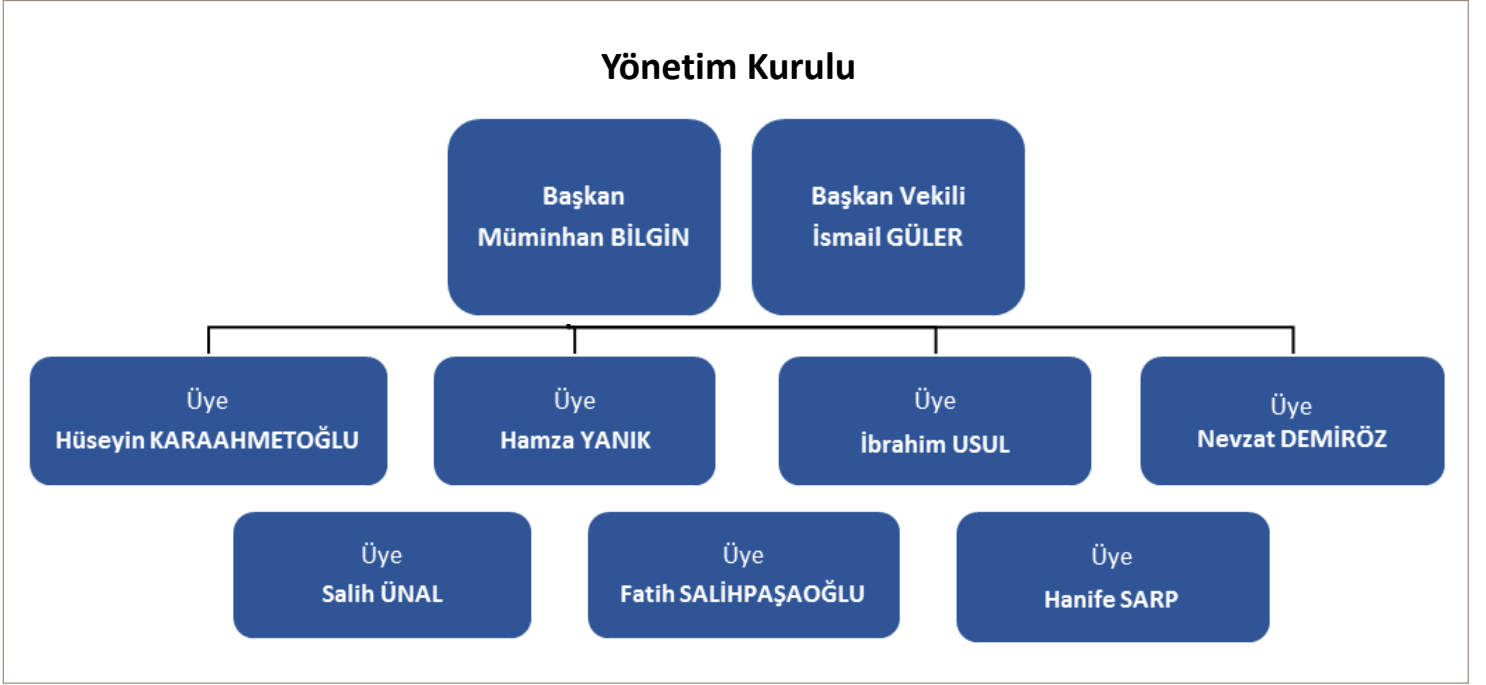 Yönetim Kurulu
Başkan
Müminhan BİLGİN
Başkan Vekili
İsmail GÜLER
Üye
Hüseyin KARAAHMETOĞLU
Üye
Hamza YANIK
Üye
İbrahim USUL
Üye
Nevzat DEMİRÖZ
Üye
Salih ÜNAL
Üye
Fatih SALİHPAŞAOĞLU
Üye
Hanife SARP